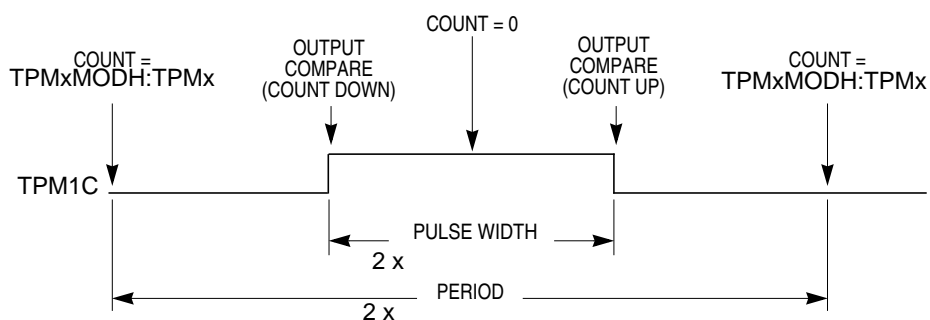 COUNT = 0
COUNT =
TPMxMODH:TPMx
OUTPUT
COMPARE
(COUNT DOWN)
OUTPUT
COMPARE
(COUNT UP)
COUNT =
TPMxMODH:TPMx
TPM1C
PULSE WIDTH
2 x
PERIOD
2 x